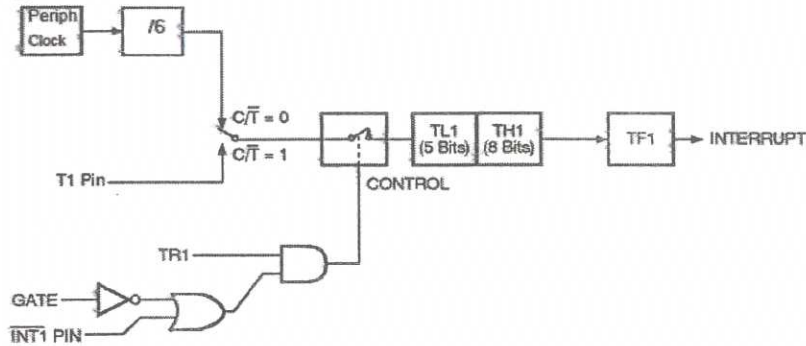 Periph
Clock
/6
C/T̅ = 0
C/T̅ = 1
T1 Pin
TL1
(5 Bits)
TH1
(8 Bits)
TF1
INTERRUPT
CONTROL
TR1
GATE
I̅N̅T̅1̅ PIN